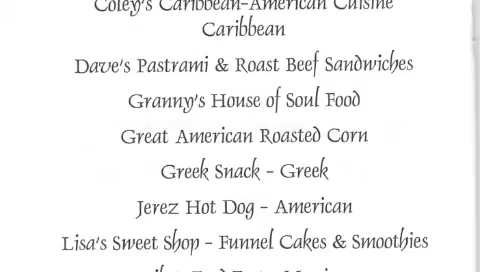 Coley's Caribbean-American Cuisine
Caribbean
Dave's Pastrami & Roast Beef Sandwiches
Granny's House of Soul Food
Great American Roasted Corn
Greek Snack - Greek
Jerez Hot Dog - American
Lisa's Sweet Shop - Funnel Cakes & Smoothies